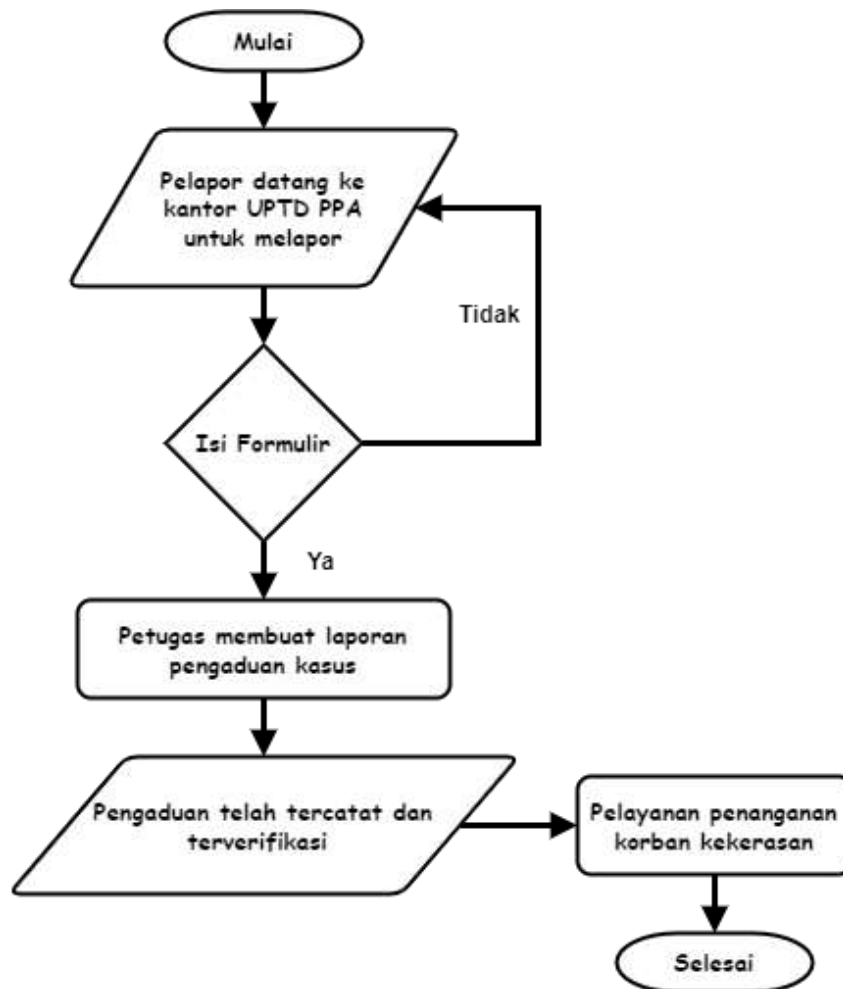 Mulai
Pelapor datang ke
kantor UPTD PPA
untuk melapor
Tidak
Isi Formulir
Ya
Petugas membuat laporan
pengaduan kasus
Pengaduan telah tercatat dan
terverifikasi
Pelayanan penanganan
korban kekerasan
Selesai